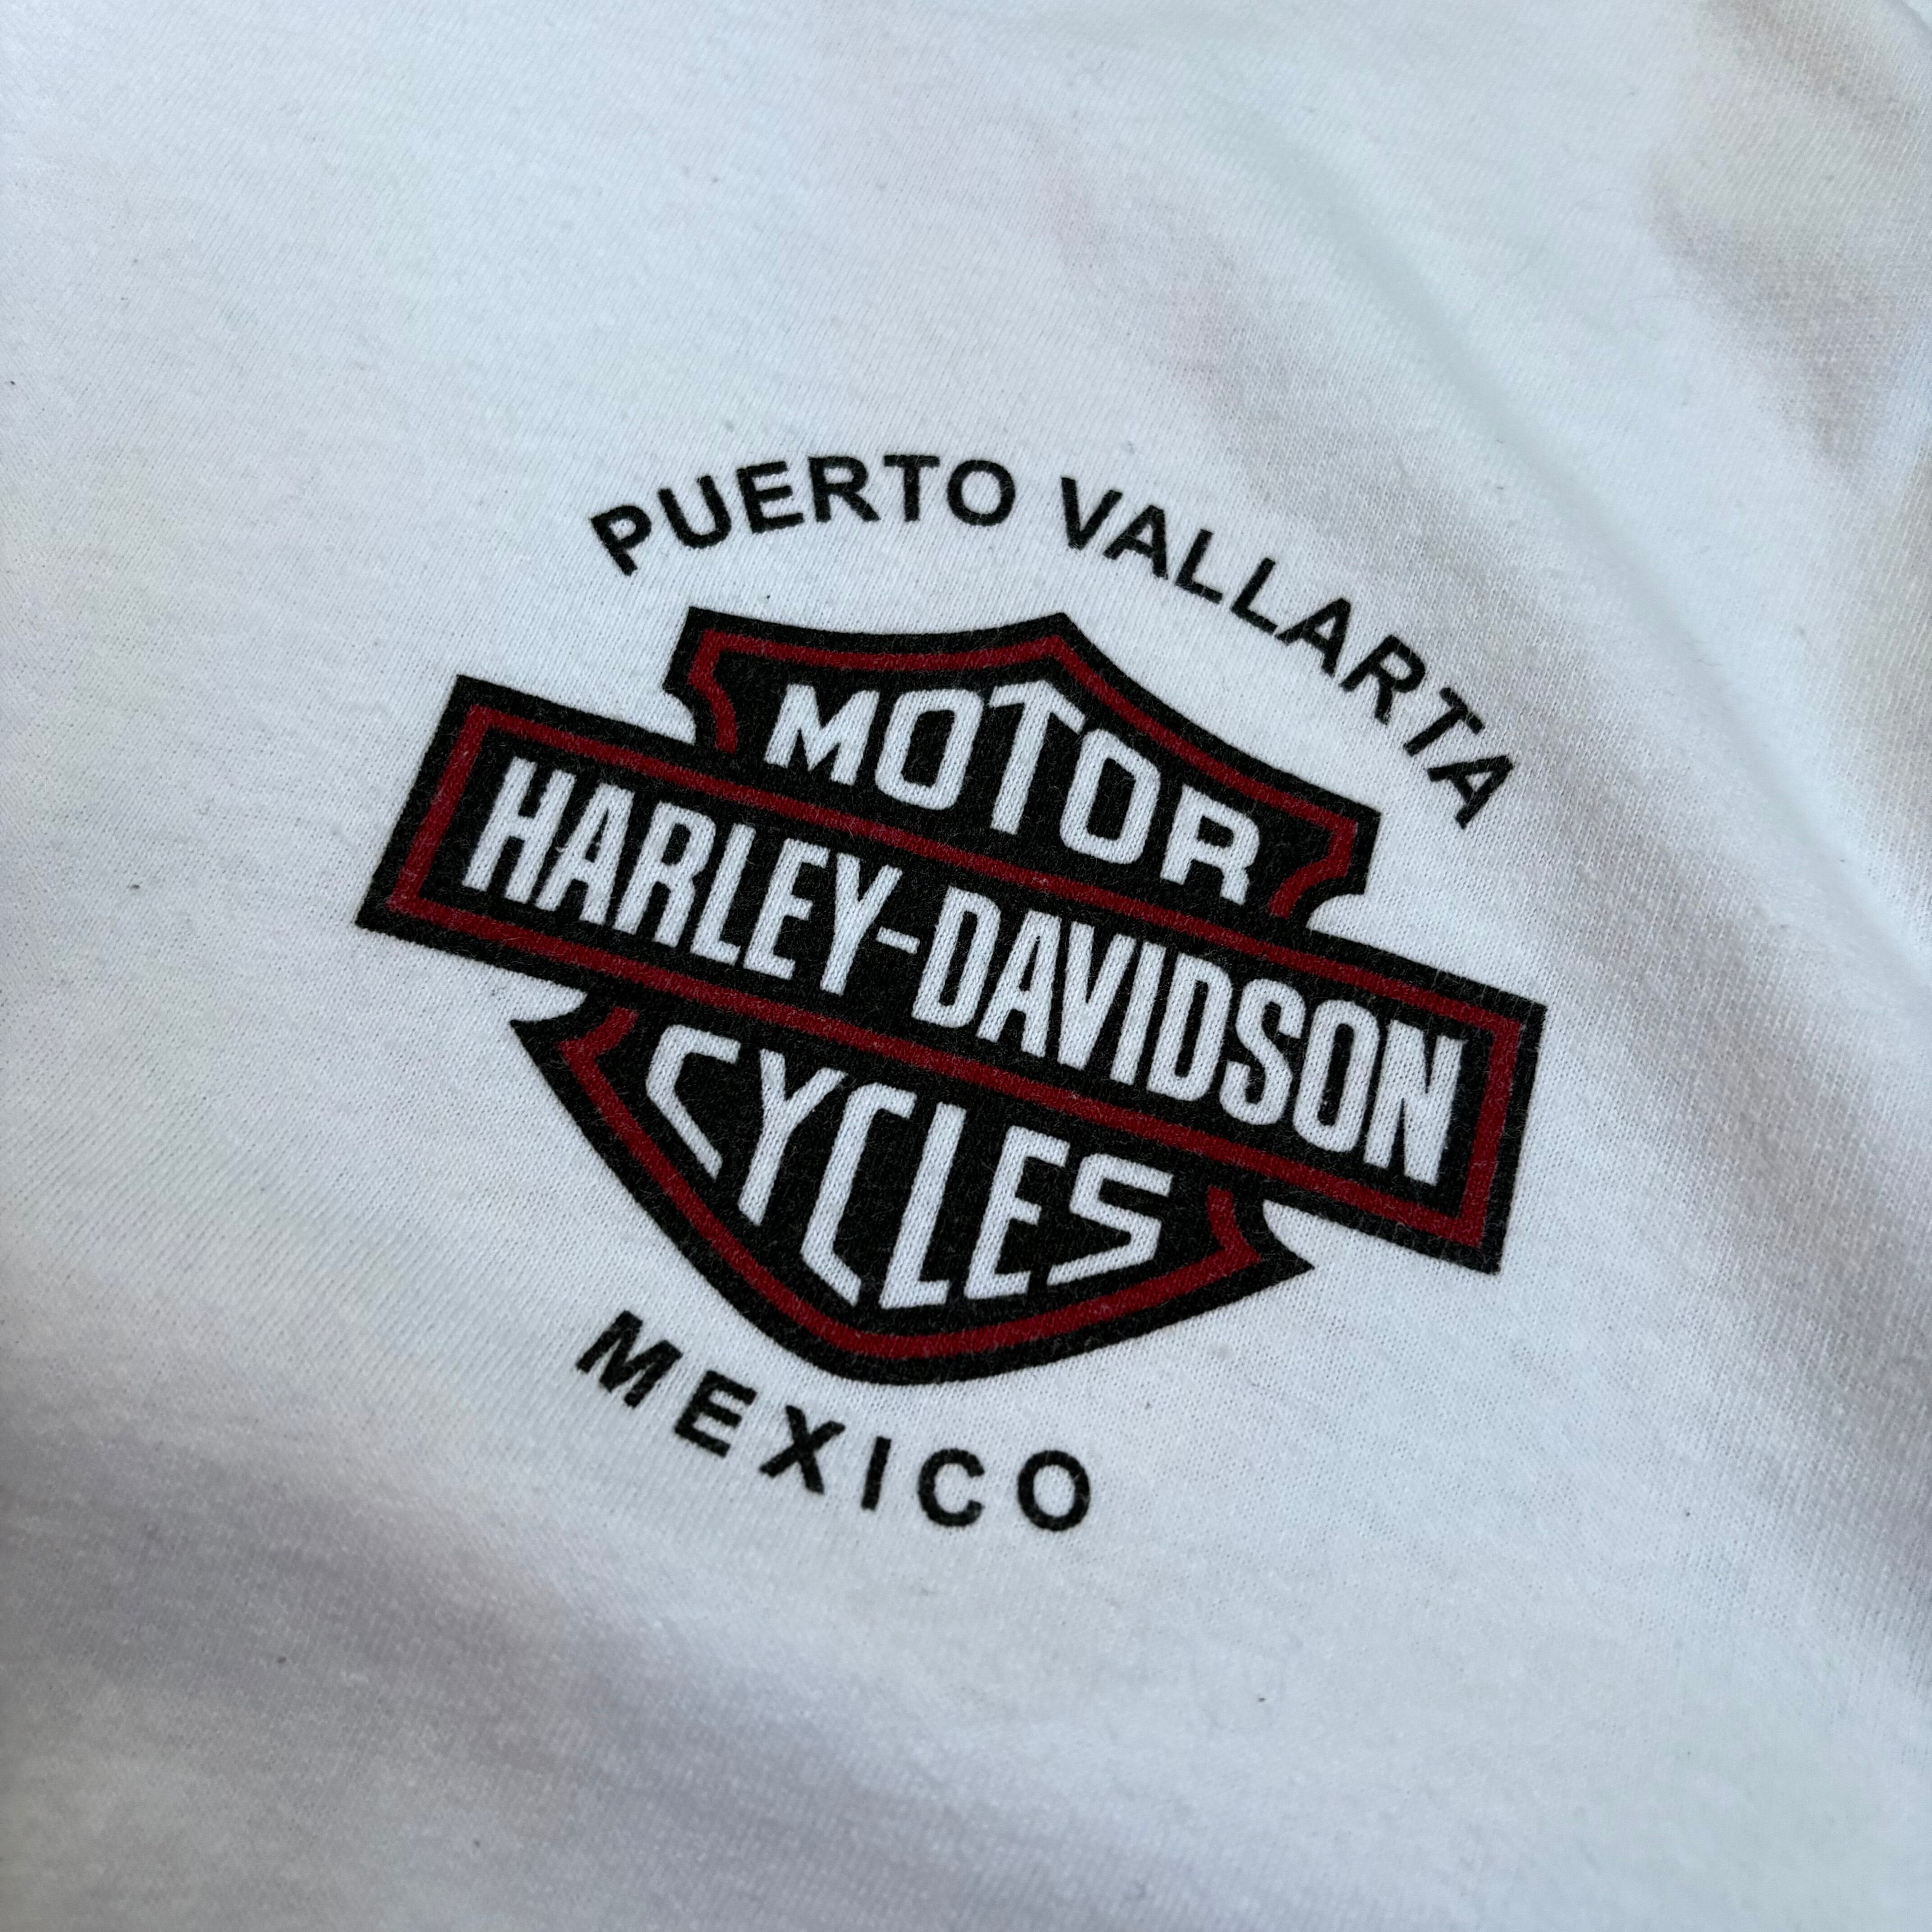 PUERTO VALLARTA
MOTOR
HARLEY-DAVIDSON
CYCLES
MEXICO